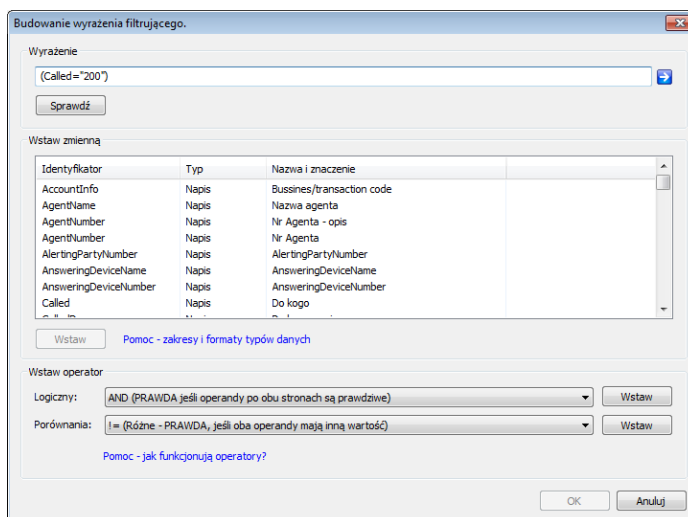 Budowanie wyrażenia filtrującego.
Wyrażenie
(Called="200")
Sprawdź
Wstaw zmienną
Identyfikator Typ Nazwa i znaczenie
AccountInfo Napis Bussines/transaction code
AgentName Napis Nazwa agenta
AgentNumber Napis Nr Agenta - opis
AgentNumber Napis Nr Agenta
AlertingPartyNumber Napis AlertingPartyNumber
AnsweringDeviceName Napis AnsweringDeviceName
AnsweringDeviceNumber Napis AnsweringDeviceNumber
Called Napis Do kogo
Wstaw Pomoc - zakresy i formaty typów danych
Wstaw operator
Logiczny: AND (PRAWDA jeśli operandy po obu stronach są prawdziwe) Wstaw
Porównania: != (Różne - PRAWDA, jeśli oba operandy mają inną wartość) Wstaw
Pomoc - jak funkcjonują operatory?
OK Anuluj